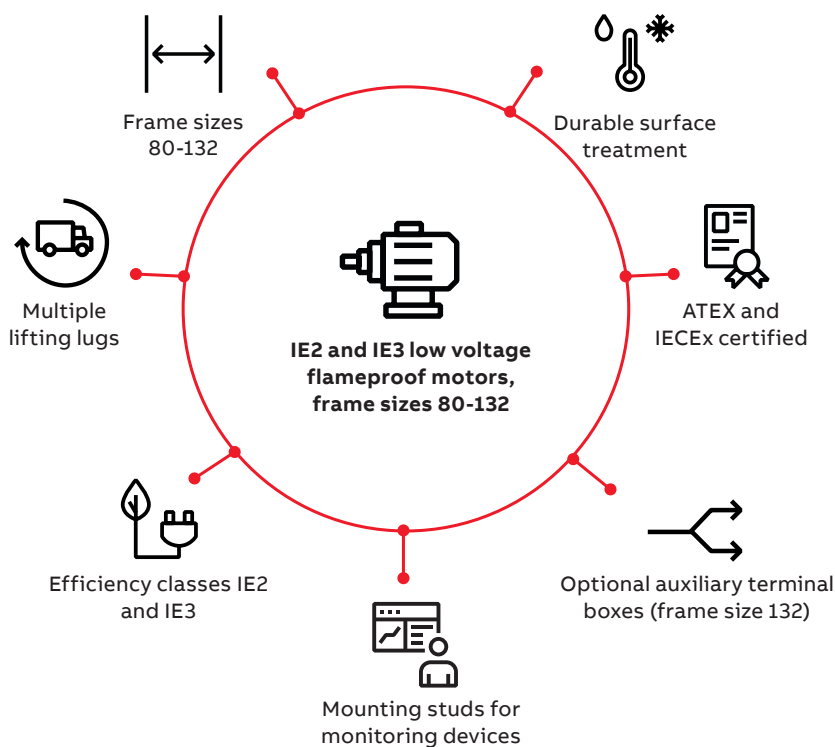 Frame sizes
80-132
Durable surface
treatment
Multiple
lifting lugs
ATEX and
IECEx certified
IE2 and IE3 low voltage
flameproof motors,
frame sizes 80-132
Efficiency classes IE2
and IE3
Optional auxiliary terminal
boxes (frame size 132)
Mounting studs for
monitoring devices